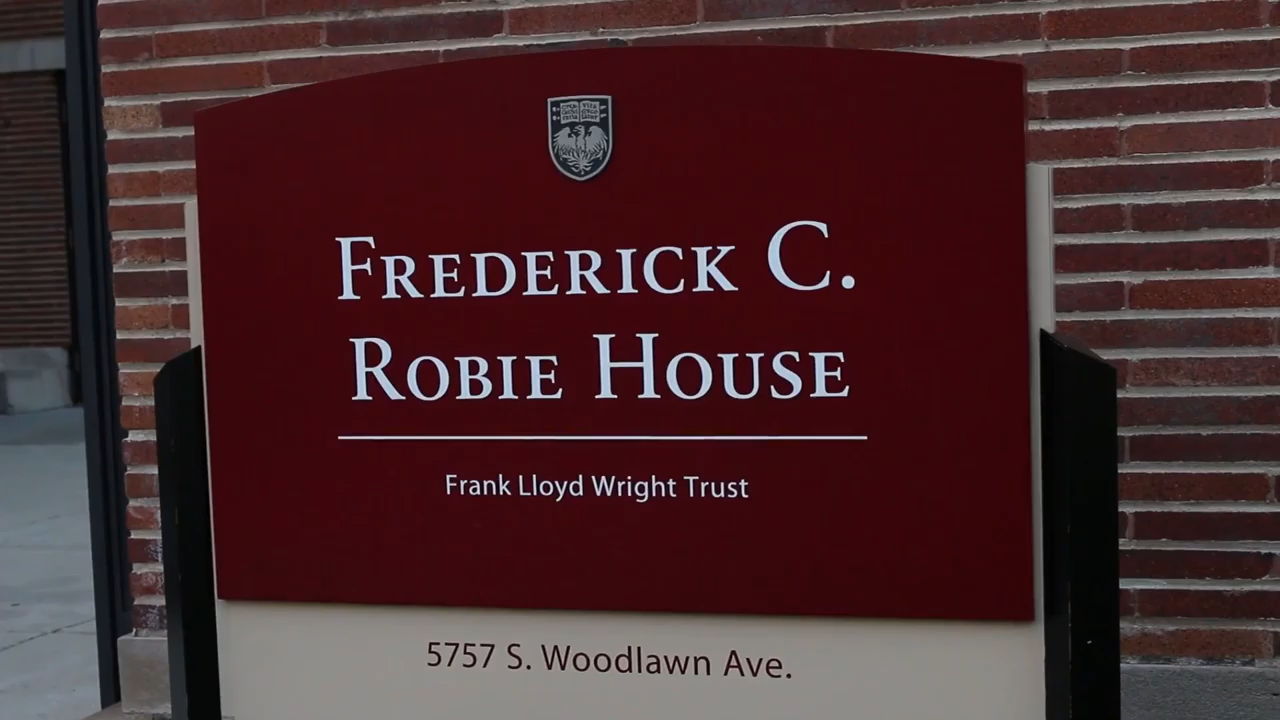 Frederick C.
Robie House
Frank Lloyd Wright Trust
5757 S. Woodlawn Ave.